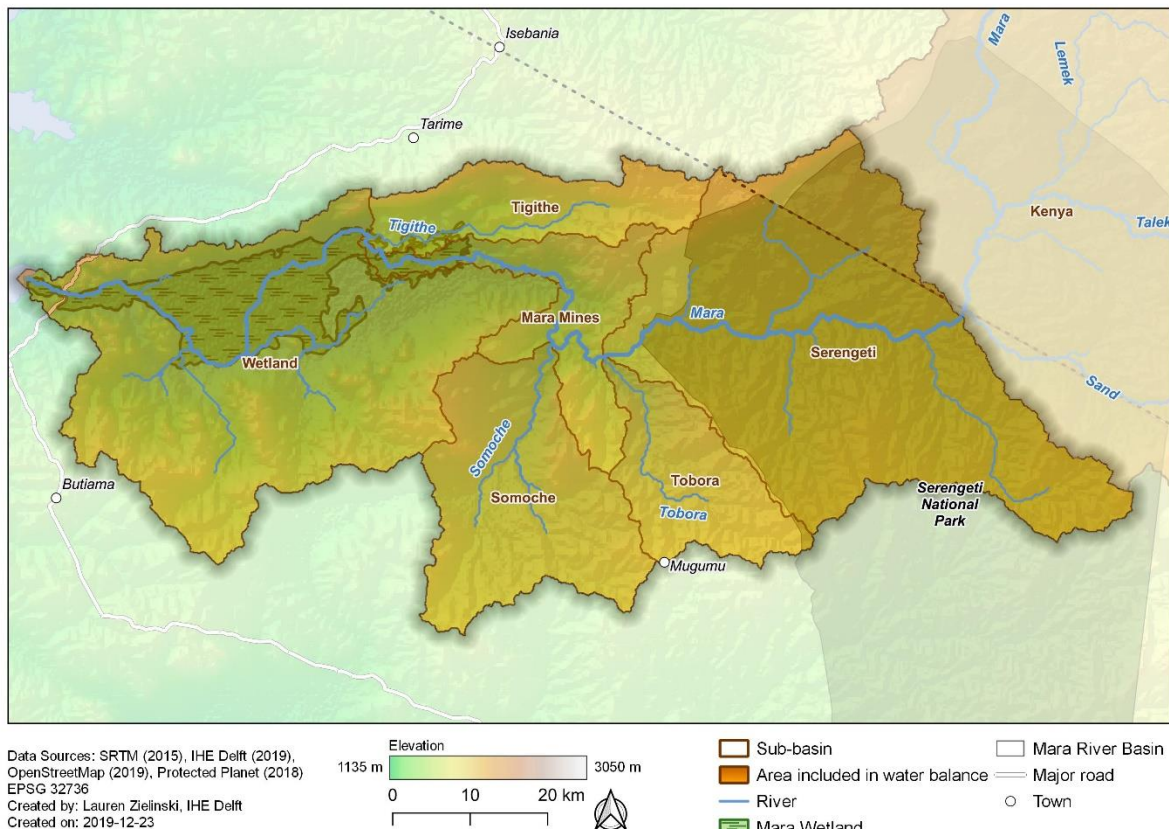 Isebania
Mara
Lemek
Tarime
Kenya
Talek
Tigithe
Tigithe
Mara Mines
Mara
Serengeti
Wetland
Sand
Somoche
Somoche
Tobora
Tobora
Butiama
Serengeti
National
Park
Mugumu
Data Sources: SRTM (2015), IHE Delft (2019),
OpenStreetMap (2019), Protected Planet (2018)
EPSG 32736
Created by: Lauren Zielinski, IHE Delft
Created on: 2019-12-23
Elevation
1135 m
3050 m
0 10 20 km
Sub-basin
Area included in water balance
River
Mara Wetland
Mara River Basin
Major road
Town